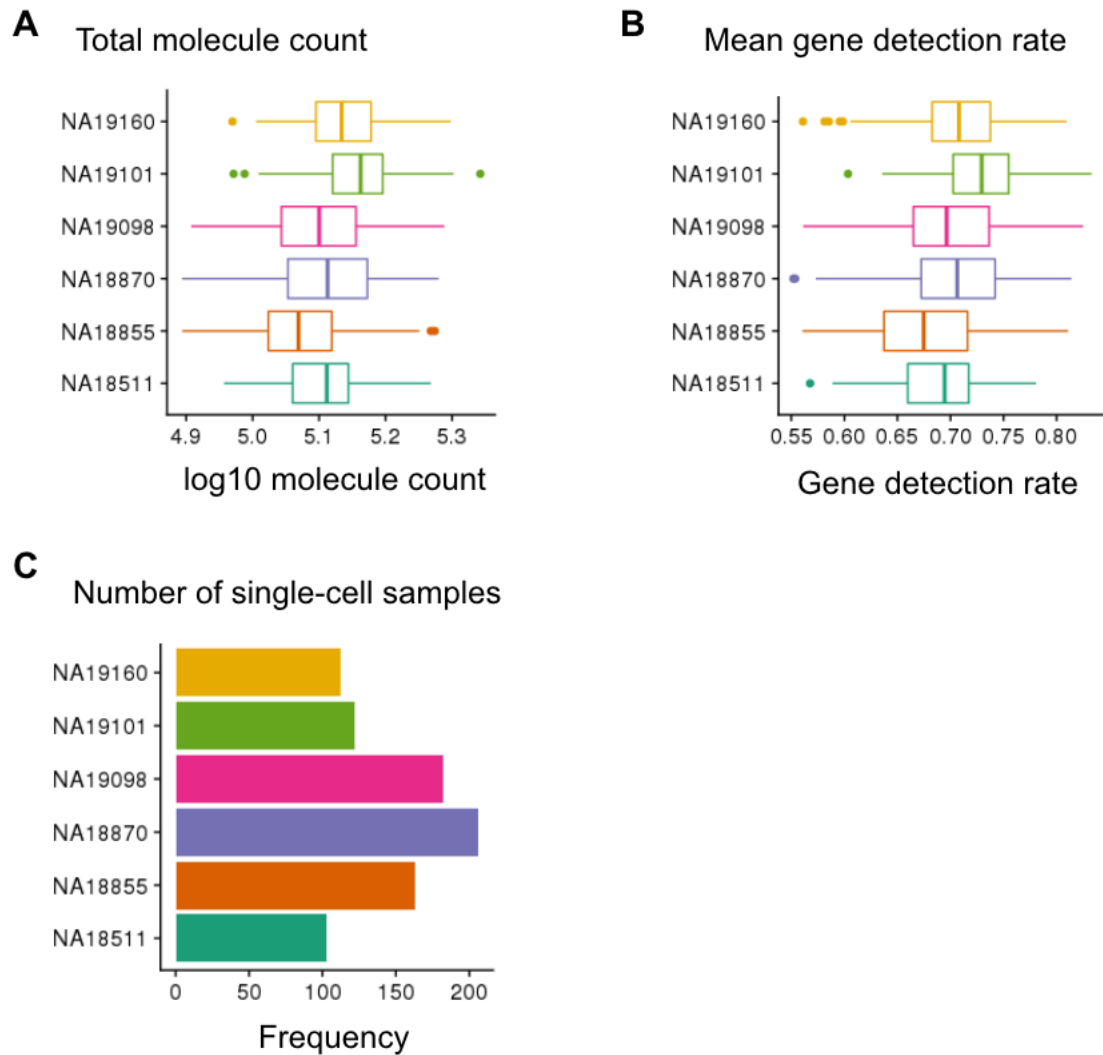 A
Total molecule count
NA19160
NA19101
NA19098
NA18870
NA18855
NA18511
4.9 5.0 5.1 5.2 5.3
log10 molecule count
B
Mean gene detection rate
NA19160
NA19101
NA19098
NA18870
NA18855
NA18511
0.55 0.60 0.65 0.70 0.75 0.80
Gene detection rate
C
Number of single-cell samples
NA19160
NA19101
NA19098
NA18870
NA18855
NA18511
0 50 100 150 200
Frequency